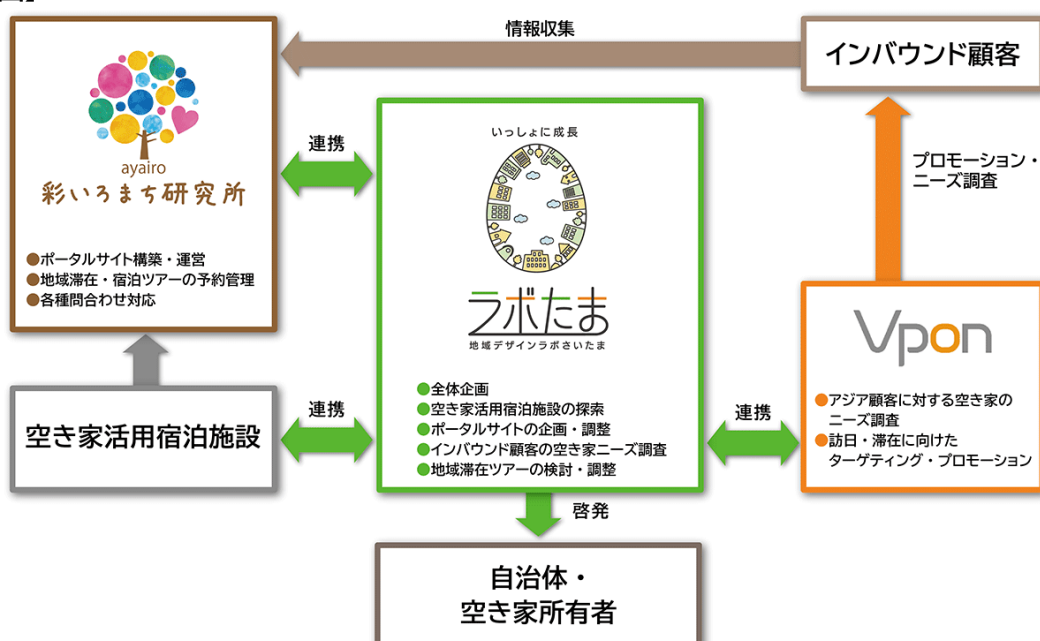 情報収集
インバウンド顧客
ayairo
彩いろまち研究所
●ポータルサイト構築・運営
●地域滞在・宿泊ツアーの予約管理
●各種問合わせ対応
連携
いっしょに成長
ラボたま
地域デザインラボさいたま
●全体企画
●空き家活用宿泊施設の探索
●ポータルサイトの企画・調整
●インバウンド顧客の空き家ニーズ調査
●地域滞在ツアーの検討・調整
プロモーション・
ニーズ調査
Vpon
●アジア顧客に対する空き家の
ニーズ調査
●訪日・滞在に向けた
ターゲティング・プロモーション
空き家活用宿泊施設
連携
連携
啓発
自治体・
空き家所有者